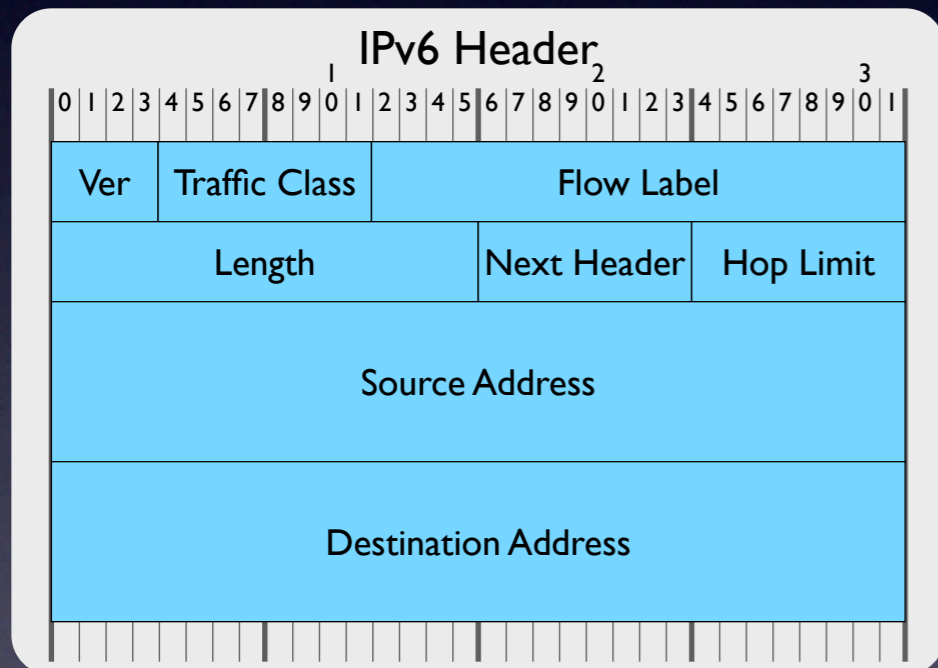 IPv6 Header
1 2 3
0 1 2 3 4 5 6 7 8 9 0 1 2 3 4 5 6 7 8 9 0 1 2 3 4 5 6 7 8 9 0 1
Ver Traffic Class Flow Label
Length Next Header Hop Limit
Source Address
Destination Address